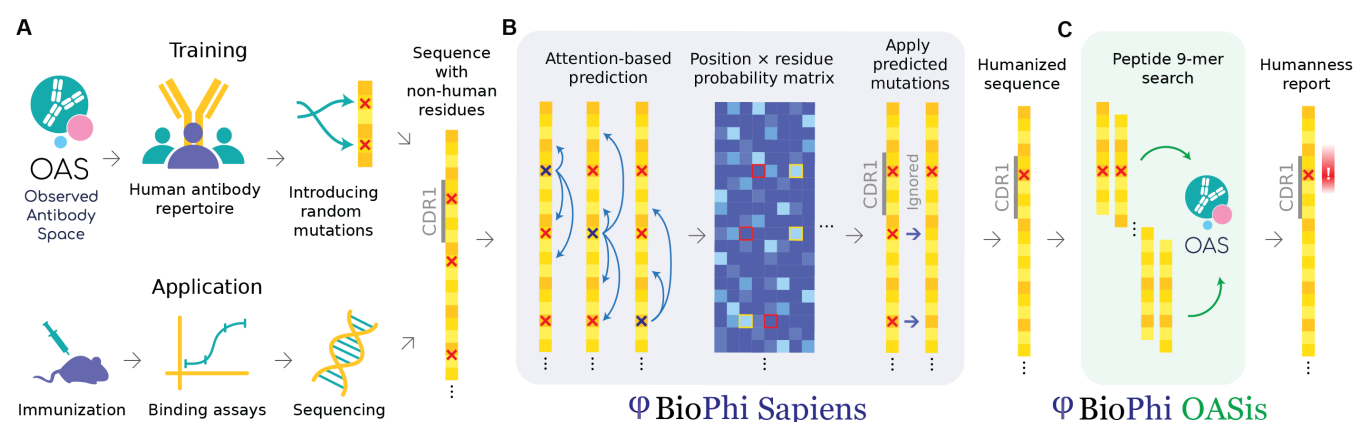 A
Training
OAS
Observed
Antibody
Space
Human antibody
repertoire
Introducing
random
mutations
Application
Immunization
Binding assays
Sequencing
Sequence
with
non-human
residues
CDR1
B
Attention-based
prediction
Position × residue
probability matrix
...
Apply
predicted
mutations
CDR1
Ignored
φ BioPhi Sapiens
Humanized
sequence
CDR1
C
Peptide 9-mer
search
OAS
φ BioPhi OASis
Humanness
report
CDR1
!